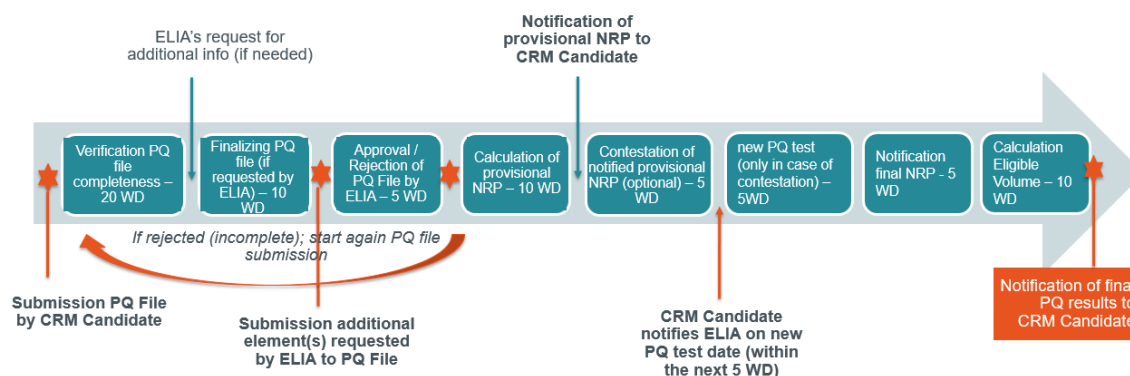 ELIA's request for
additional info (if needed)
Notification of
provisional NRP to
CRM Candidate
Verification PQ
file
completeness –
20 WD
Finalizing PQ
file (if
requested by
ELIA) – 10
WD
Approval /
Rejection of
PQ File by
ELIA – 5 WD
Calculation of
provisional
NRP – 10 WD
Contestation of
notified provisional
NRP (optional) – 5
WD
new PQ test
(only in case of
contestation) –
5WD
Notification
final NRP - 5
WD
Calculation
Eligible
Volume – 10
WD
If rejected (incomplete); start again PQ file
submission
Submission PQ File
by CRM Candidate
Submission additional
element(s) requested
by ELIA to PQ File
CRM Candidate
notifies ELIA on new
PQ test date (within
the next 5 WD)
Notification of fina
PQ results to
CRM Candidate